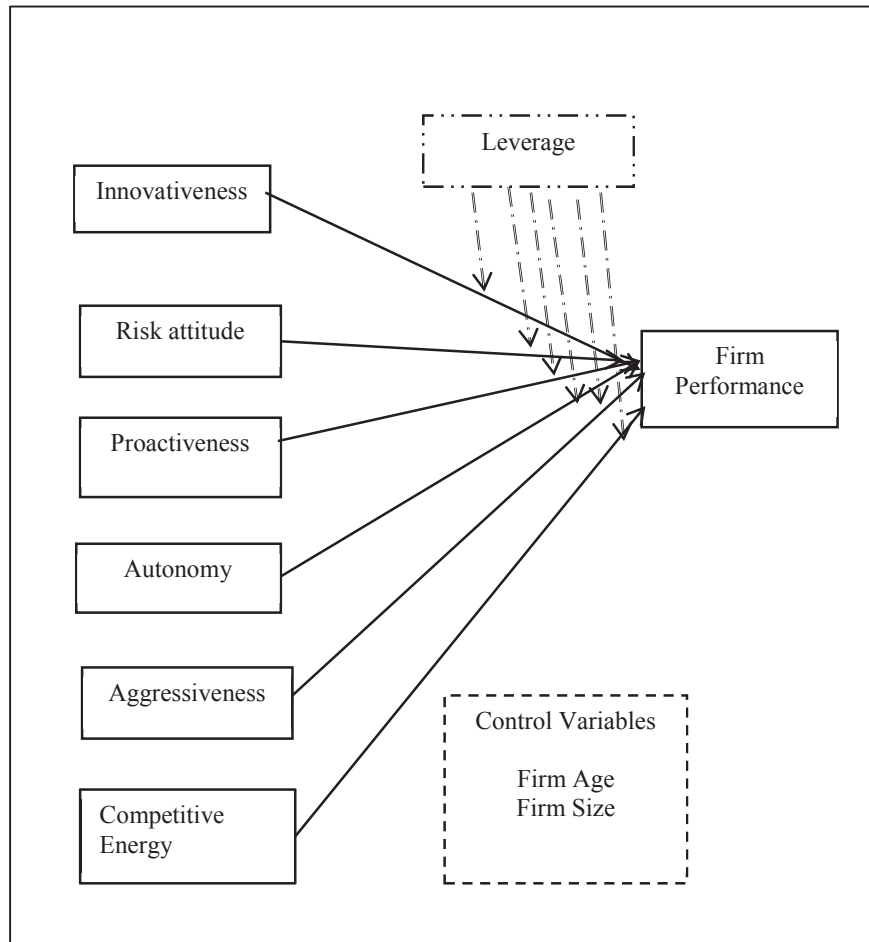 Leverage
Innovativeness
Risk attitude
Firm
Performance
Proactiveness
Autonomy
Aggressiveness
Control Variables
Firm Age
Firm Size
Competitive
Energy